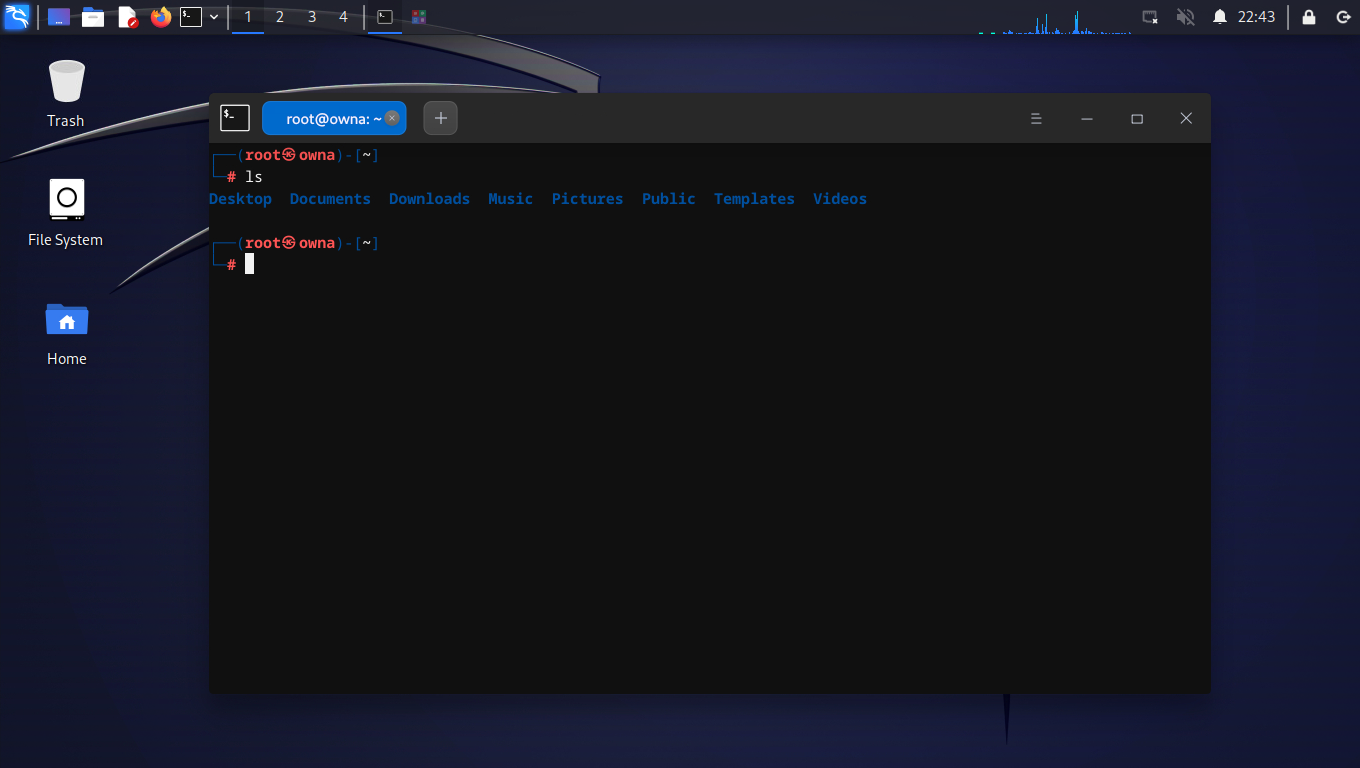 1 2 3 4
22:43
Trash
File System
Home
$-
root@owna: ~
┌──(root㉿owna)-[~]
└─# ls
Desktop Documents Downloads Music Pictures Public Templates Videos
┌──(root㉿owna)-[~]
└─#